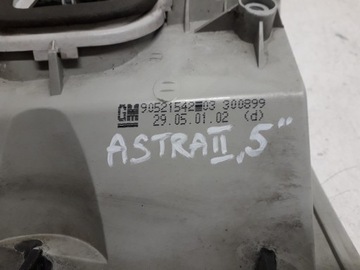 GM 90521542 03 300899
29.05.01.02 (d)
ASTRA II, 5"